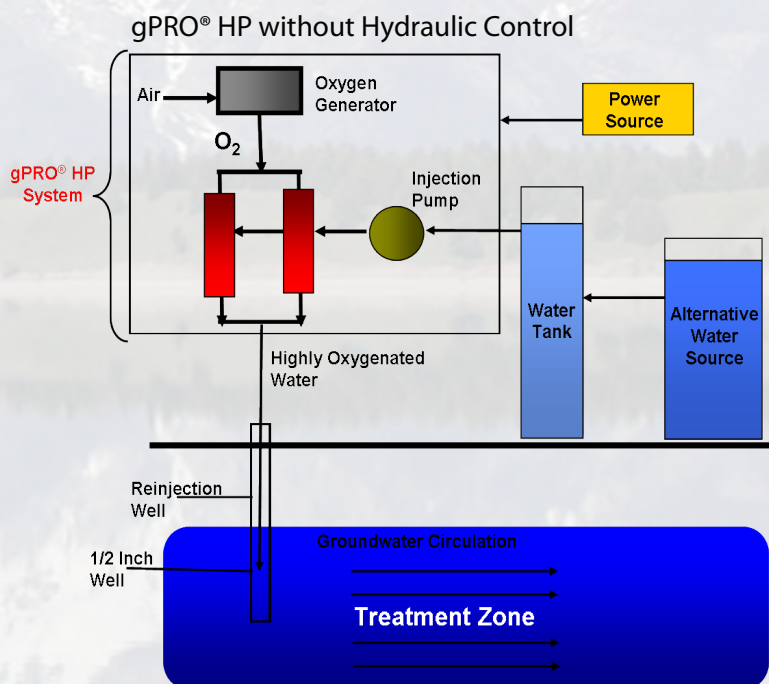 gPRO® HP without Hydraulic Control
Air
Oxygen
Generator
O2
Power
Source
gPRO® HP
System
Injection
Pump
Water
Tank
Alternative
Water
Source
Highly Oxygenated
Water
Reinjection
Well
1/2 Inch
Well
Groundwater Circulation
Treatment Zone